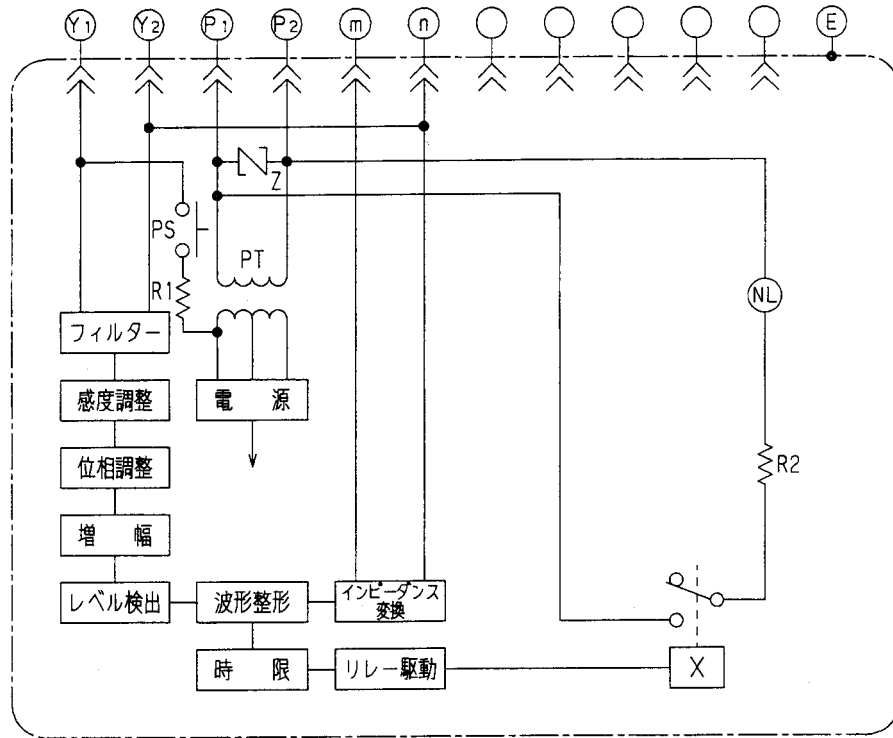 Y1 Y2 P1 P2 m n E
Z
PS
PT
R1
NL
フィルター
感度調整
電 源
位相調整
R2
増 幅
レベル検出
波形整形
インピーダンス
変換
時 限
リレー駆動
X